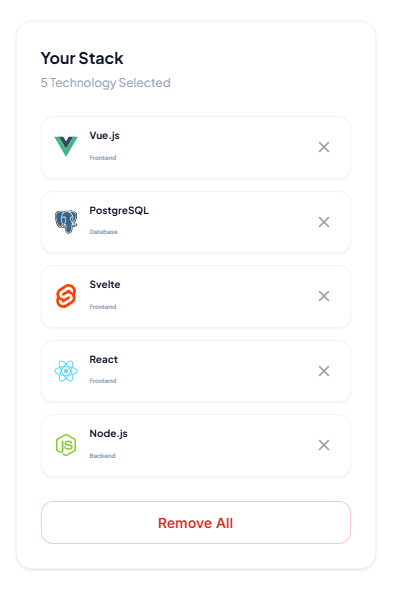 Your Stack
5 Technology Selected
Vue.js
Frontend
PostgreSQL
Database
Svelte
Frontend
React
Frontend
JS
Node.js
Backend
Remove All